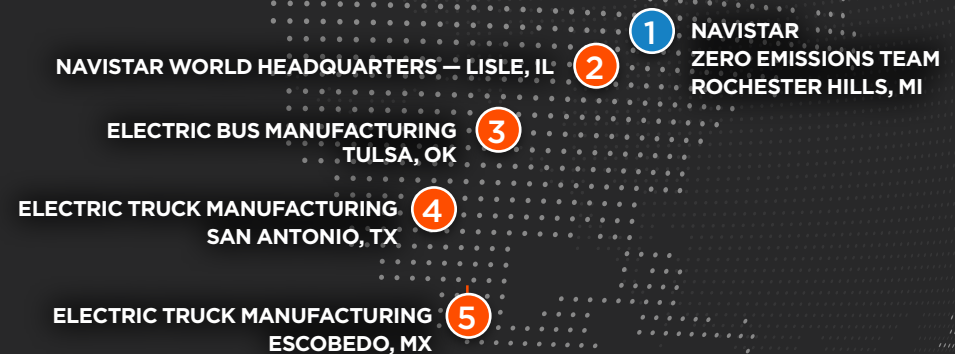 1
NAVISTAR
ZERO EMISSIONS TEAM
ROCHESTER HILLS, MI
NAVISTAR WORLD HEADQUARTERS — LISLE, IL
2
ELECTRIC BUS MANUFACTURING
TULSA, OK
3
ELECTRIC TRUCK MANUFACTURING
SAN ANTONIO, TX
4
ELECTRIC TRUCK MANUFACTURING
ESCOBEDO, MX
5